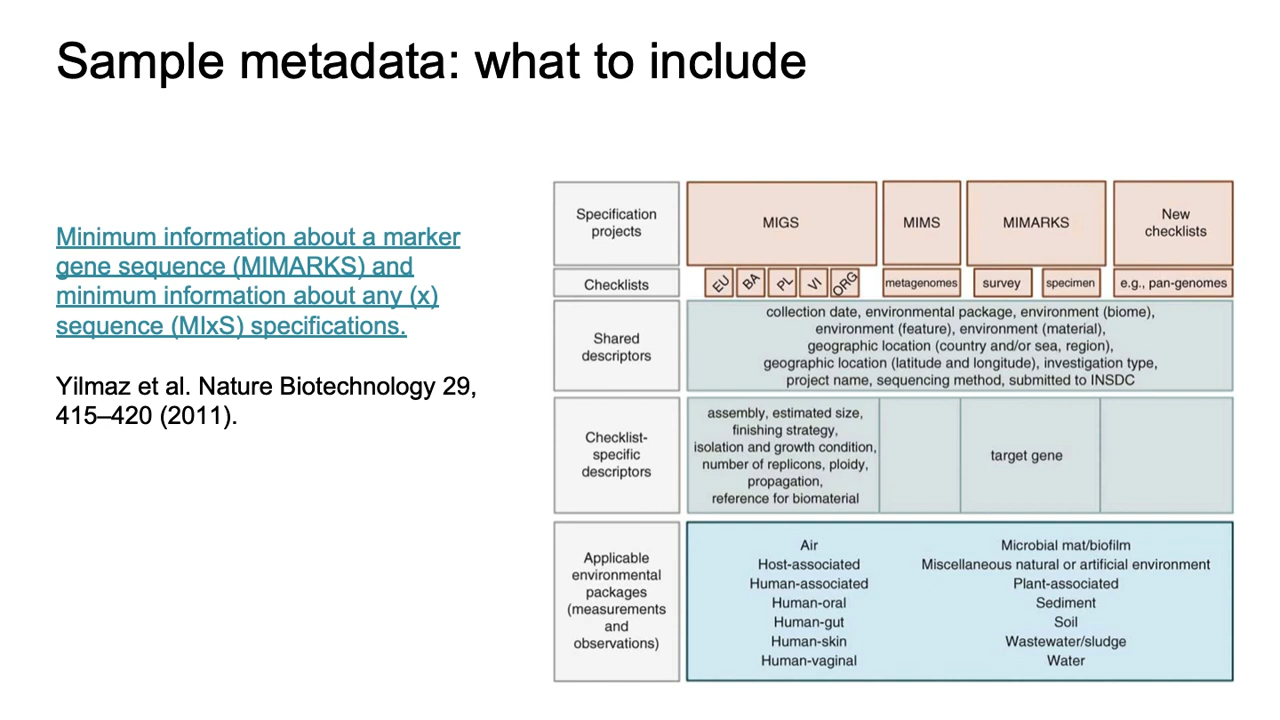 Sample metadata: what to include
Minimum information about a marker
gene sequence (MIMARKS) and
minimum information about any (x)
sequence (MIxS) specifications.
Yilmaz et al. Nature Biotechnology 29,
415–420 (2011).
Specification
projects
MIGS
MIMS
MIMARKS
New
checklists
Checklists
EU
BA
PL
VI
ORG
metagenomes
survey
specimen
e.g., pan-genomes
Shared
descriptors
collection date, environmental package, environment (biome),
environment (feature), environment (material),
geographic location (country and/or sea, region),
geographic location (latitude and longitude), investigation type,
project name, sequencing method, submitted to INSDC
Checklist-
specific
descriptors
assembly, estimated size,
finishing strategy,
isolation and growth condition,
number of replicons, ploidy,
propagation,
reference for biomaterial
target gene
Applicable
environmental
packages
(measurements
and
observations)
Air
Host-associated
Human-associated
Human-oral
Human-gut
Human-skin
Human-vaginal
Microbial mat/biofilm
Miscellaneous natural or artificial environment
Plant-associated
Sediment
Soil
Wastewater/sludge
Water